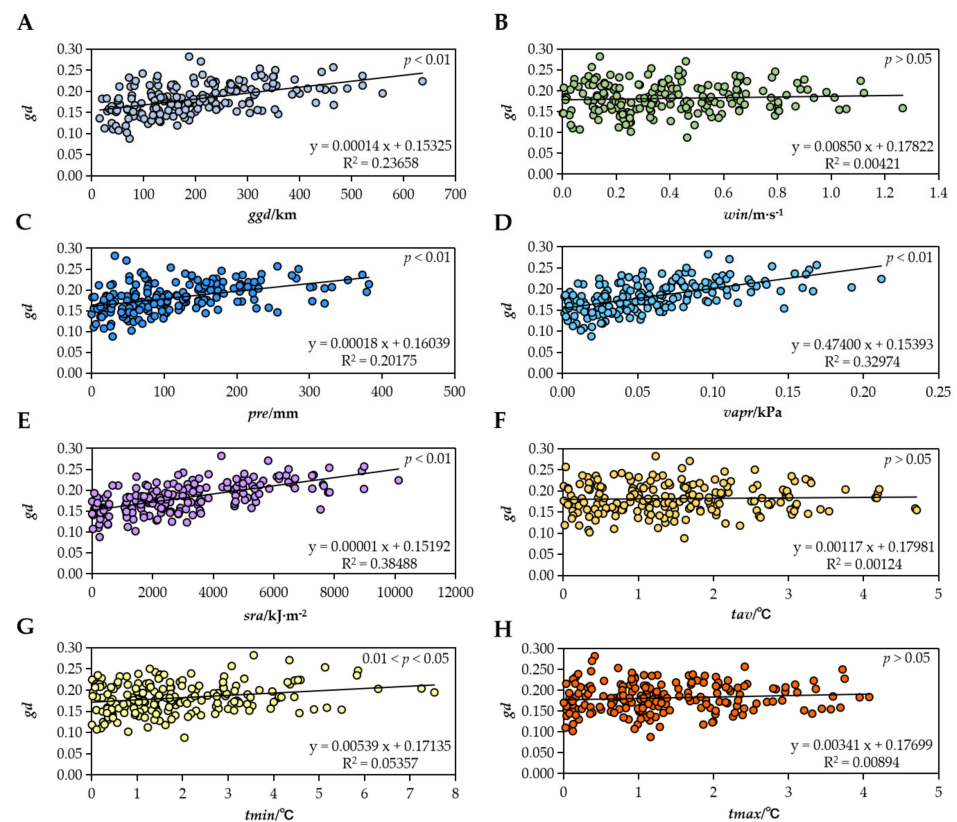 A
0.30
0.25
0.20
0.15
0.10
0.05
0.00
gd
p < 0.01
y = 0.00014 x + 0.15325
R² = 0.23658
0 100 200 300 400 500 600 700
ggd/km
B
0.30
0.25
0.20
0.15
0.10
0.05
0.00
gd
p > 0.05
y = 0.00850 x + 0.17822
R² = 0.00421
0.0 0.2 0.4 0.6 0.8 1.0 1.2 1.4
win/m·s⁻¹
C
0.30
0.25
0.20
0.15
0.10
0.05
0.00
gd
p < 0.01
y = 0.00018 x + 0.16039
R² = 0.20175
0 100 200 300 400 500
pre/mm
D
0.30
0.25
0.20
0.15
0.10
0.05
0.00
gd
p < 0.01
y = 0.47400 x + 0.15393
R² = 0.32974
0.00 0.05 0.10 0.15 0.20 0.25
vapr/kPa
E
0.30
0.25
0.20
0.15
0.10
0.05
0.00
gd
p < 0.01
y = 0.00001 x + 0.15192
R² = 0.38488
0 2000 4000 6000 8000 10000 12000
sra/kJ·m⁻²
F
0.30
0.25
0.20
0.15
0.10
0.05
0.00
gd
p > 0.05
y = 0.00117 x + 0.17981
R² = 0.00124
0 1 2 3 4 5
tav/℃
G
0.30
0.25
0.20
0.15
0.10
0.05
0.00
gd
0.01 < p < 0.05
y = 0.00539 x + 0.17135
R² = 0.05357
0 1 2 3 4 5 6 7 8
tmin/℃
H
0.300
0.250
0.200
0.150
0.100
0.050
0.000
gd
p > 0.05
y = 0.00341 x + 0.17699
R² = 0.00894
0 1 2 3 4 5
tmax/℃